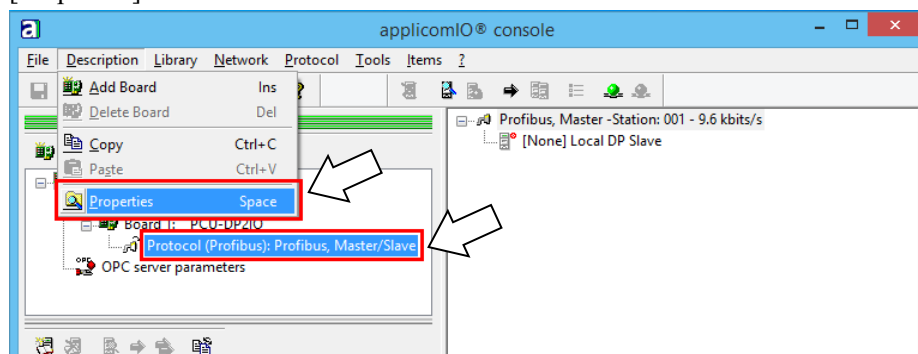 applicomIO® console
File Description Library Network Protocol Tools Items ?
Add Board Ins
Delete Board Del
Copy Ctrl+C
Paste Ctrl+V
Properties Space
Board 1: PCU-DP2IO
Protocol (Profibus): Profibus, Master/Slave
OPC server parameters
Profibus, Master -Station: 001 - 9.6 kbits/s
[None] Local DP Slave